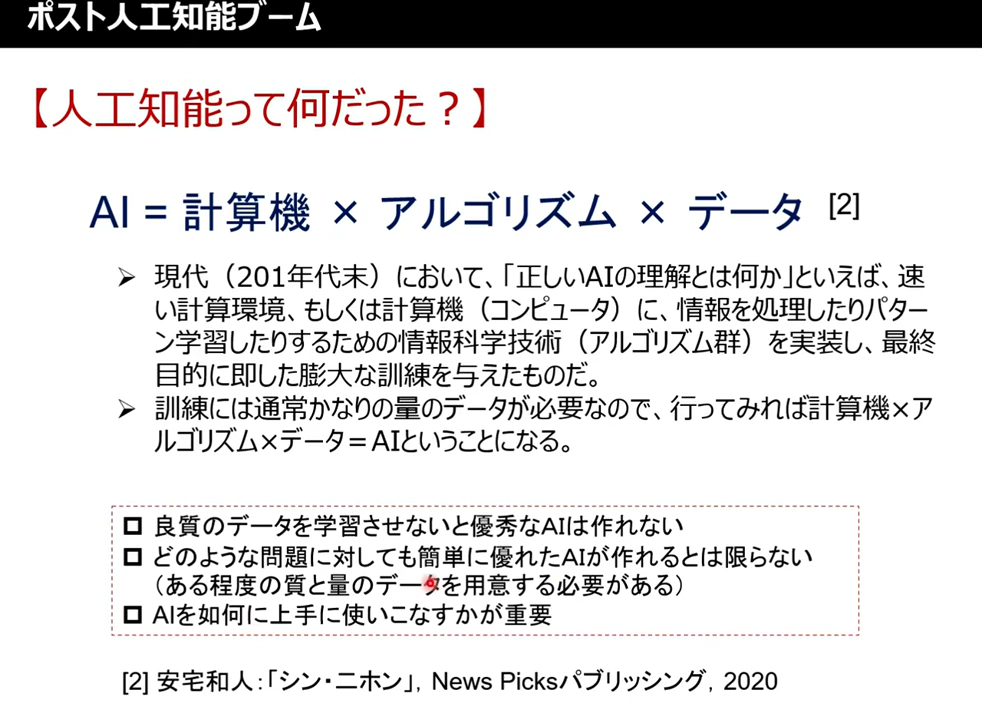 ポスト人工知能ブーム
【人工知能って何だった？】
AI = 計算機 × アルゴリズム × データ [2]
➢ 現代（201年代末）において、「正しいAIの理解とは何か」といえば、速
い計算環境、もしくは計算機（コンピュータ）に、情報を処理したりパター
ン学習したりするための情報科学技術（アルゴリズム群）を実装し、最終
目的に即した膨大な訓練を与えたものだ。
➢ 訓練には通常かなりの量のデータが必要なので、行ってみれば計算機×ア
ルゴリズム×データ＝AIということになる。
❑ 良質のデータを学習させないと優秀なAIは作れない
❑ どのような問題に対しても簡単に優れたAIが作れるとは限らない
（ある程度の質と量のデータを用意する必要がある）
❑ AIを如何に上手に使いこなすかが重要
[2] 安宅和人：「シン・ニホン」, News Picksパブリッシング, 2020